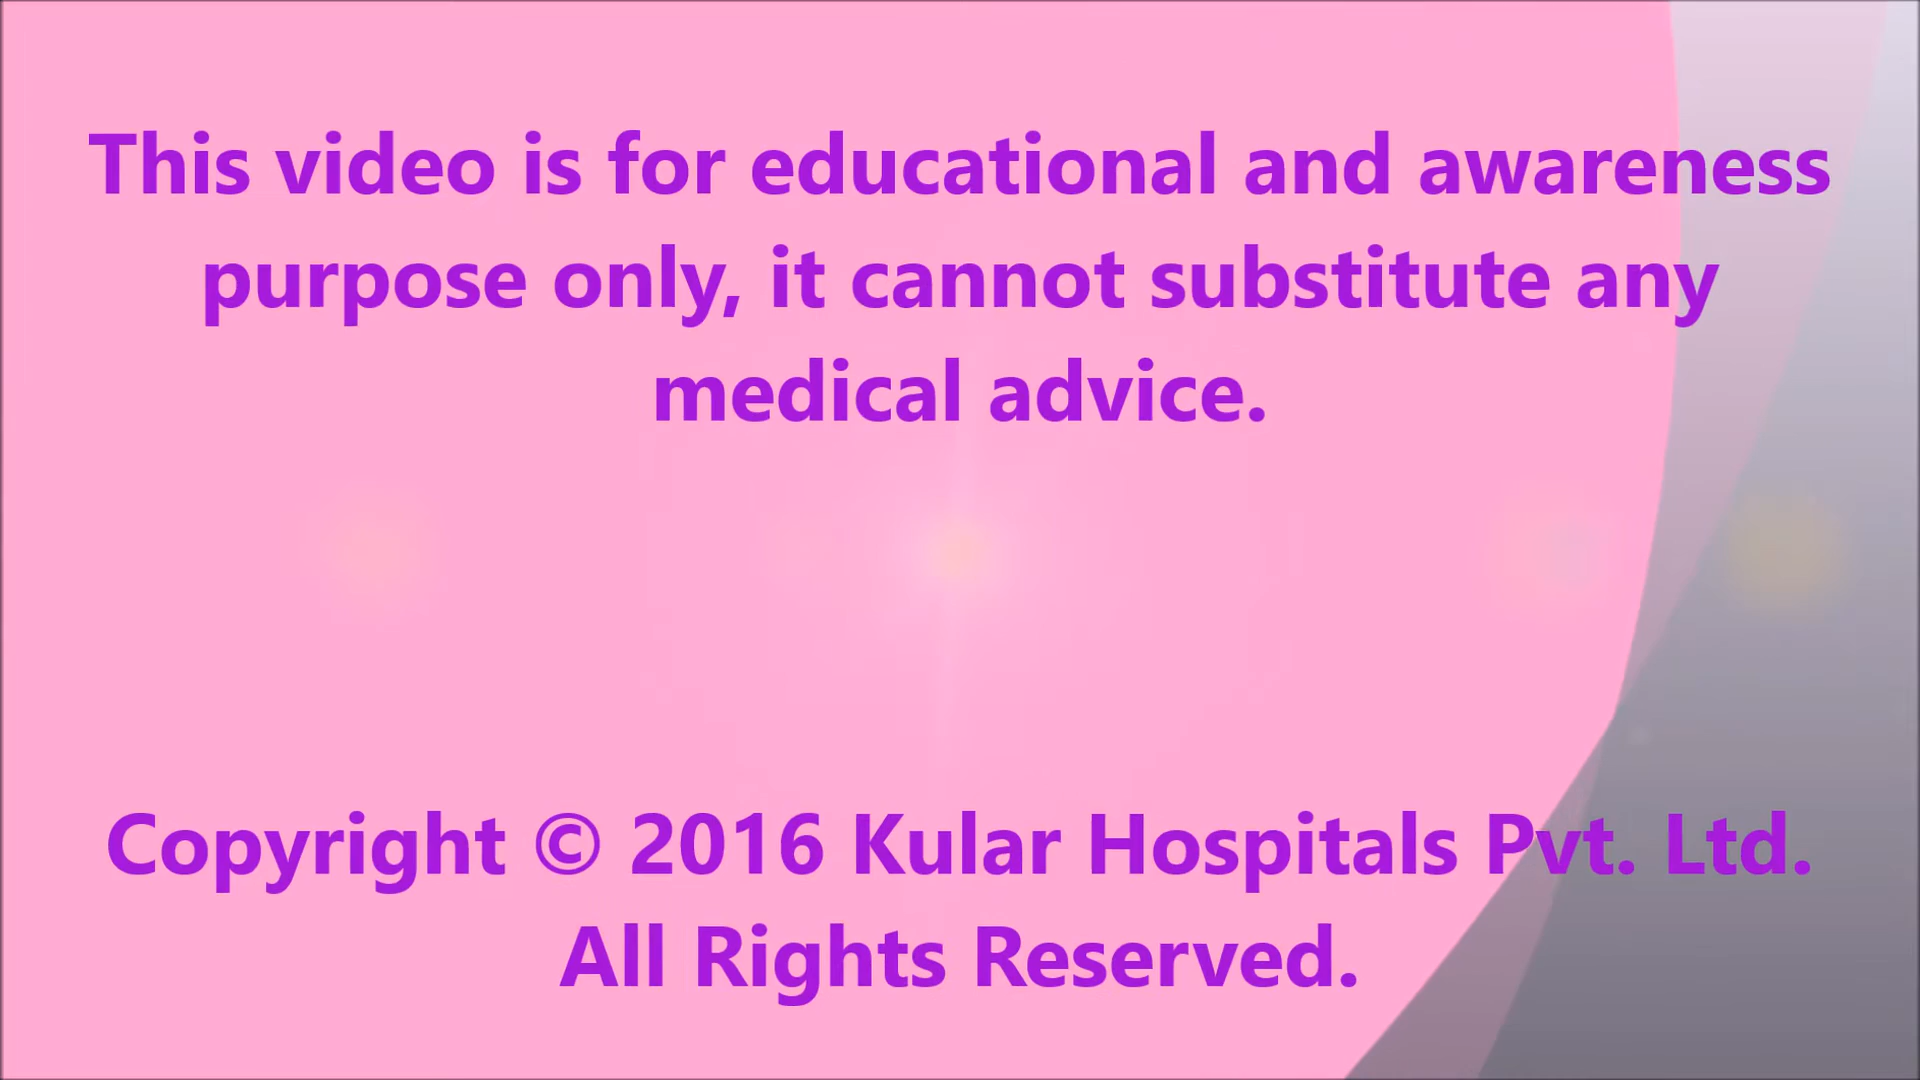 This video is for educational and awareness
purpose only, it cannot substitute any
medical advice.
Copyright © 2016 Kular Hospitals Pvt. Ltd.
All Rights Reserved.